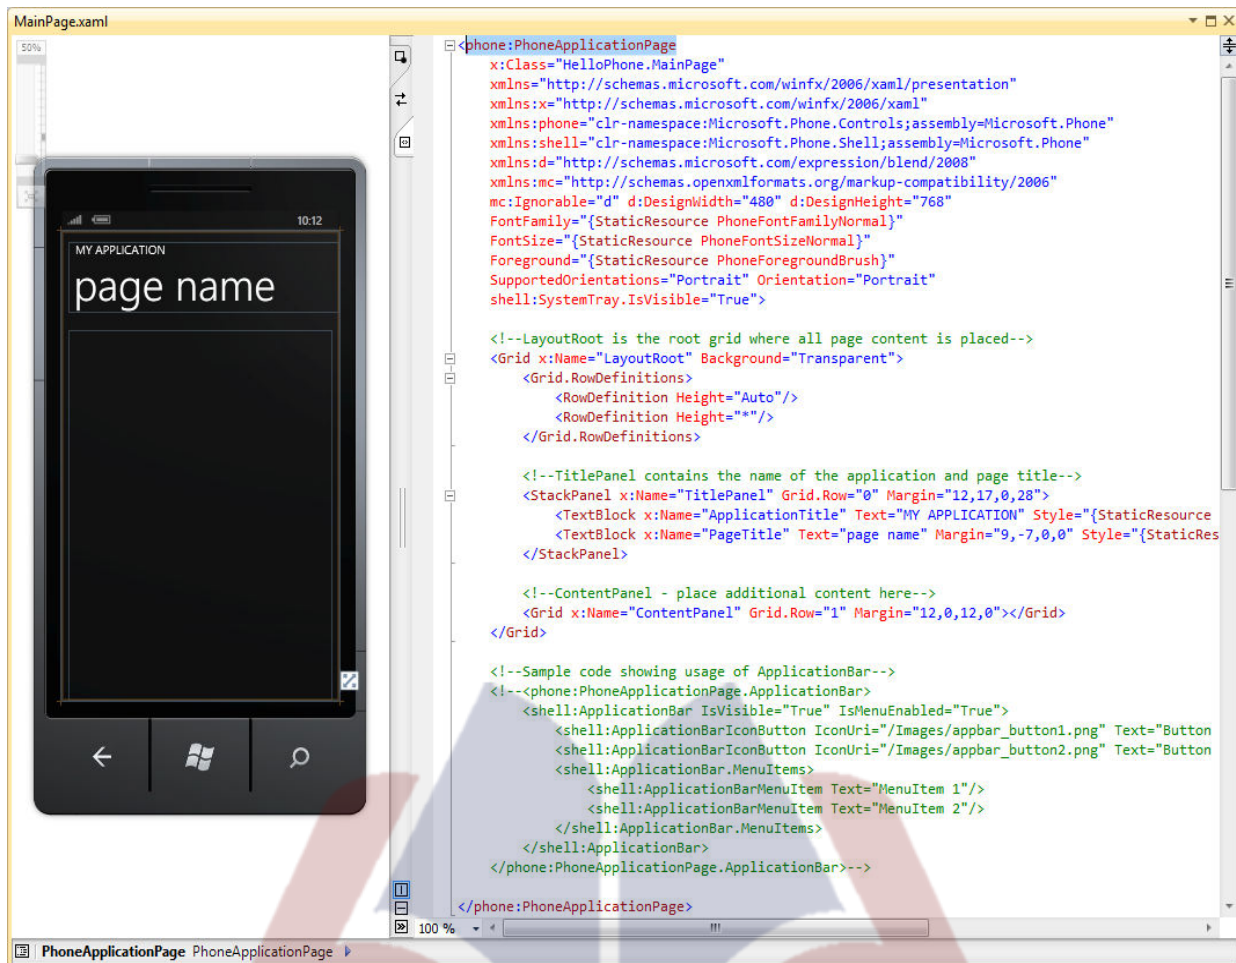 MainPage.xaml
50%
10:12
MY APPLICATION
page name
<phone:PhoneApplicationPage
x:Class="HelloPhone.MainPage"
xmlns="http://schemas.microsoft.com/winfx/2006/xaml/presentation"
xmlns:x="http://schemas.microsoft.com/winfx/2006/xaml"
xmlns:phone="clr-namespace:Microsoft.Phone.Controls;assembly=Microsoft.Phone"
xmlns:shell="clr-namespace:Microsoft.Phone.Shell;assembly=Microsoft.Phone"
xmlns:d="http://schemas.microsoft.com/expression/blend/2008"
xmlns:mc="http://schemas.openxmlformats.org/markup-compatibility/2006"
mc:Ignorable="d" d:DesignWidth="480" d:DesignHeight="768"
FontFamily="{StaticResource PhoneFontFamilyNormal}"
FontSize="{StaticResource PhoneFontSizeNormal}"
Foreground="{StaticResource PhoneForegroundBrush}"
SupportedOrientations="Portrait" Orientation="Portrait"
shell:SystemTray.IsVisible="True">
<!--LayoutRoot is the root grid where all page content is placed-->
<Grid x:Name="LayoutRoot" Background="Transparent">
<Grid.RowDefinitions>
<RowDefinition Height="Auto"/>
<RowDefinition Height="*"/>
</Grid.RowDefinitions>
<!--TitlePanel contains the name of the application and page title-->
<StackPanel x:Name="TitlePanel" Grid.Row="0" Margin="12,17,0,28">
<TextBlock x:Name="ApplicationTitle" Text="MY APPLICATION" Style="{StaticResource
<TextBlock x:Name="PageTitle" Text="page name" Margin="9,-7,0,0" Style="{StaticRes
</StackPanel>
<!--ContentPanel - place additional content here-->
<Grid x:Name="ContentPanel" Grid.Row="1" Margin="12,0,12,0"></Grid>
</Grid>
<!--Sample code showing usage of ApplicationBar-->
<!--<phone:PhoneApplicationPage.ApplicationBar>
<shell:ApplicationBar IsVisible="True" IsMenuEnabled="True">
<shell:ApplicationBarIconButton IconUri="/Images/appbar_button1.png" Text="Button
<shell:ApplicationBarIconButton IconUri="/Images/appbar_button2.png" Text="Button
<shell:ApplicationBar.MenuItems>
<shell:ApplicationBarMenuItem Text="MenuItem 1"/>
<shell:ApplicationBarMenuItem Text="MenuItem 2"/>
</shell:ApplicationBar.MenuItems>
</shell:ApplicationBar>
</phone:PhoneApplicationPage.ApplicationBar>-->
</phone:PhoneApplicationPage>
100 %
PhoneApplicationPage PhoneApplicationPage